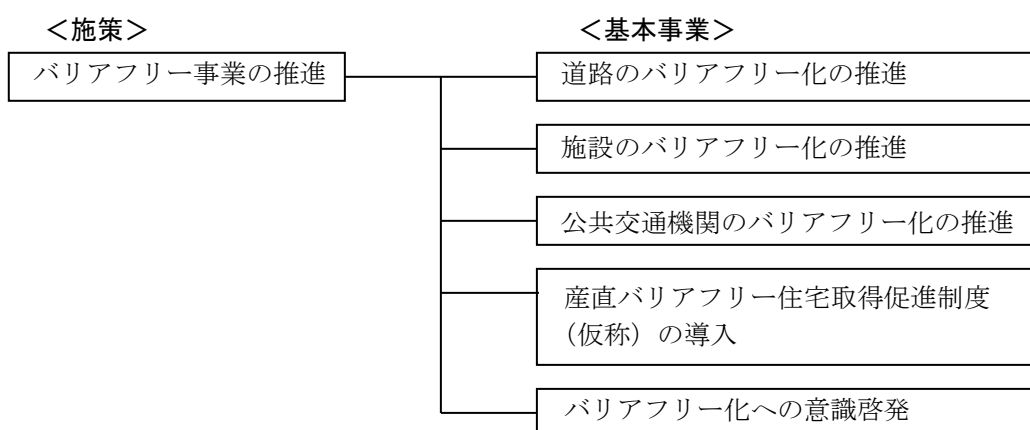 ＜施策＞
＜基本事業＞
バリアフリー事業の推進
道路のバリアフリー化の推進
施設のバリアフリー化の推進
公共交通機関のバリアフリー化の推進
産直バリアフリー住宅取得促進制度
（仮称）の導入
バリアフリー化への意識啓発